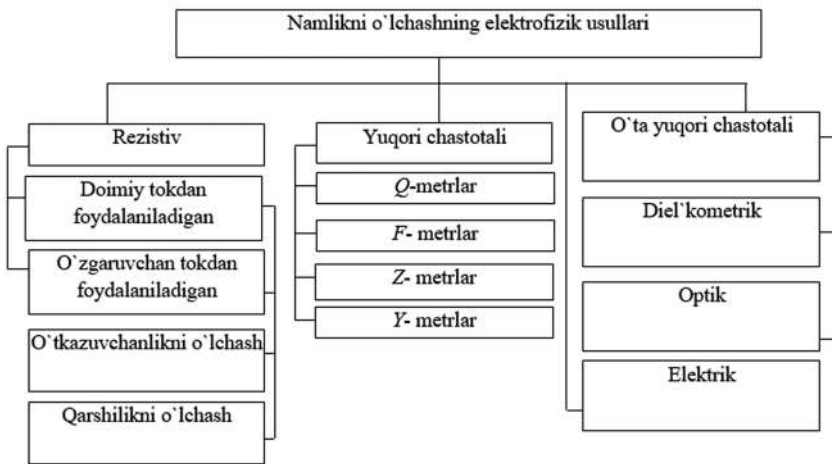 Namlikni o`lchashning elektrofizik usullari
Rezistiv
Doimiy tokdan
foydalaniladigan
O`zgaruvchan tokdan
foydalaniladigan
O`tkazuvchanlikni o`lchash
Qarshilikni o`lchash
Yuqori chastotali
Q-metrlar
F- metrlar
Z- metrlar
Y- metrlar
O`ta yuqori chastotali
Diel`kometrik
Optik
Elektrik